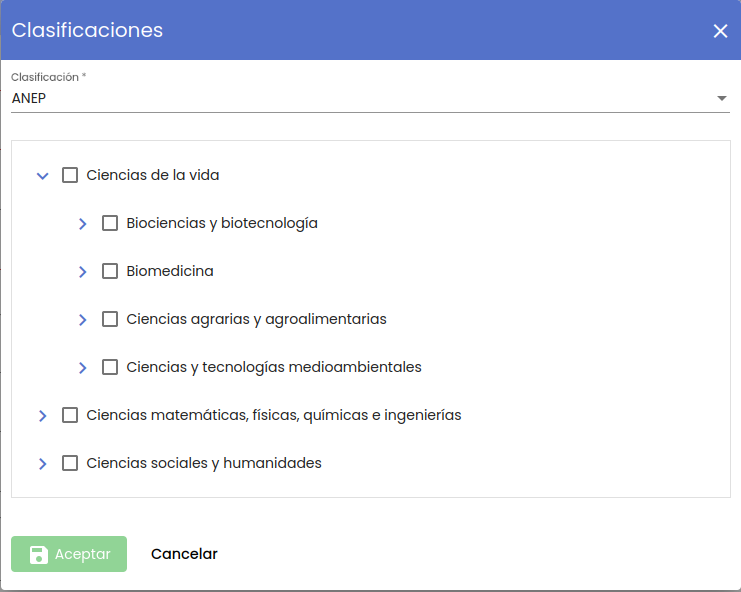 Clasificaciones
Clasificación *
ANEP
Ciencias de la vida
Biociencias y biotecnología
Biomedicina
Ciencias agrarias y agroalimentarias
Ciencias y tecnologías medioambientales
Ciencias matemáticas, físicas, químicas e ingenierías
Ciencias sociales y humanidades
Aceptar Cancelar